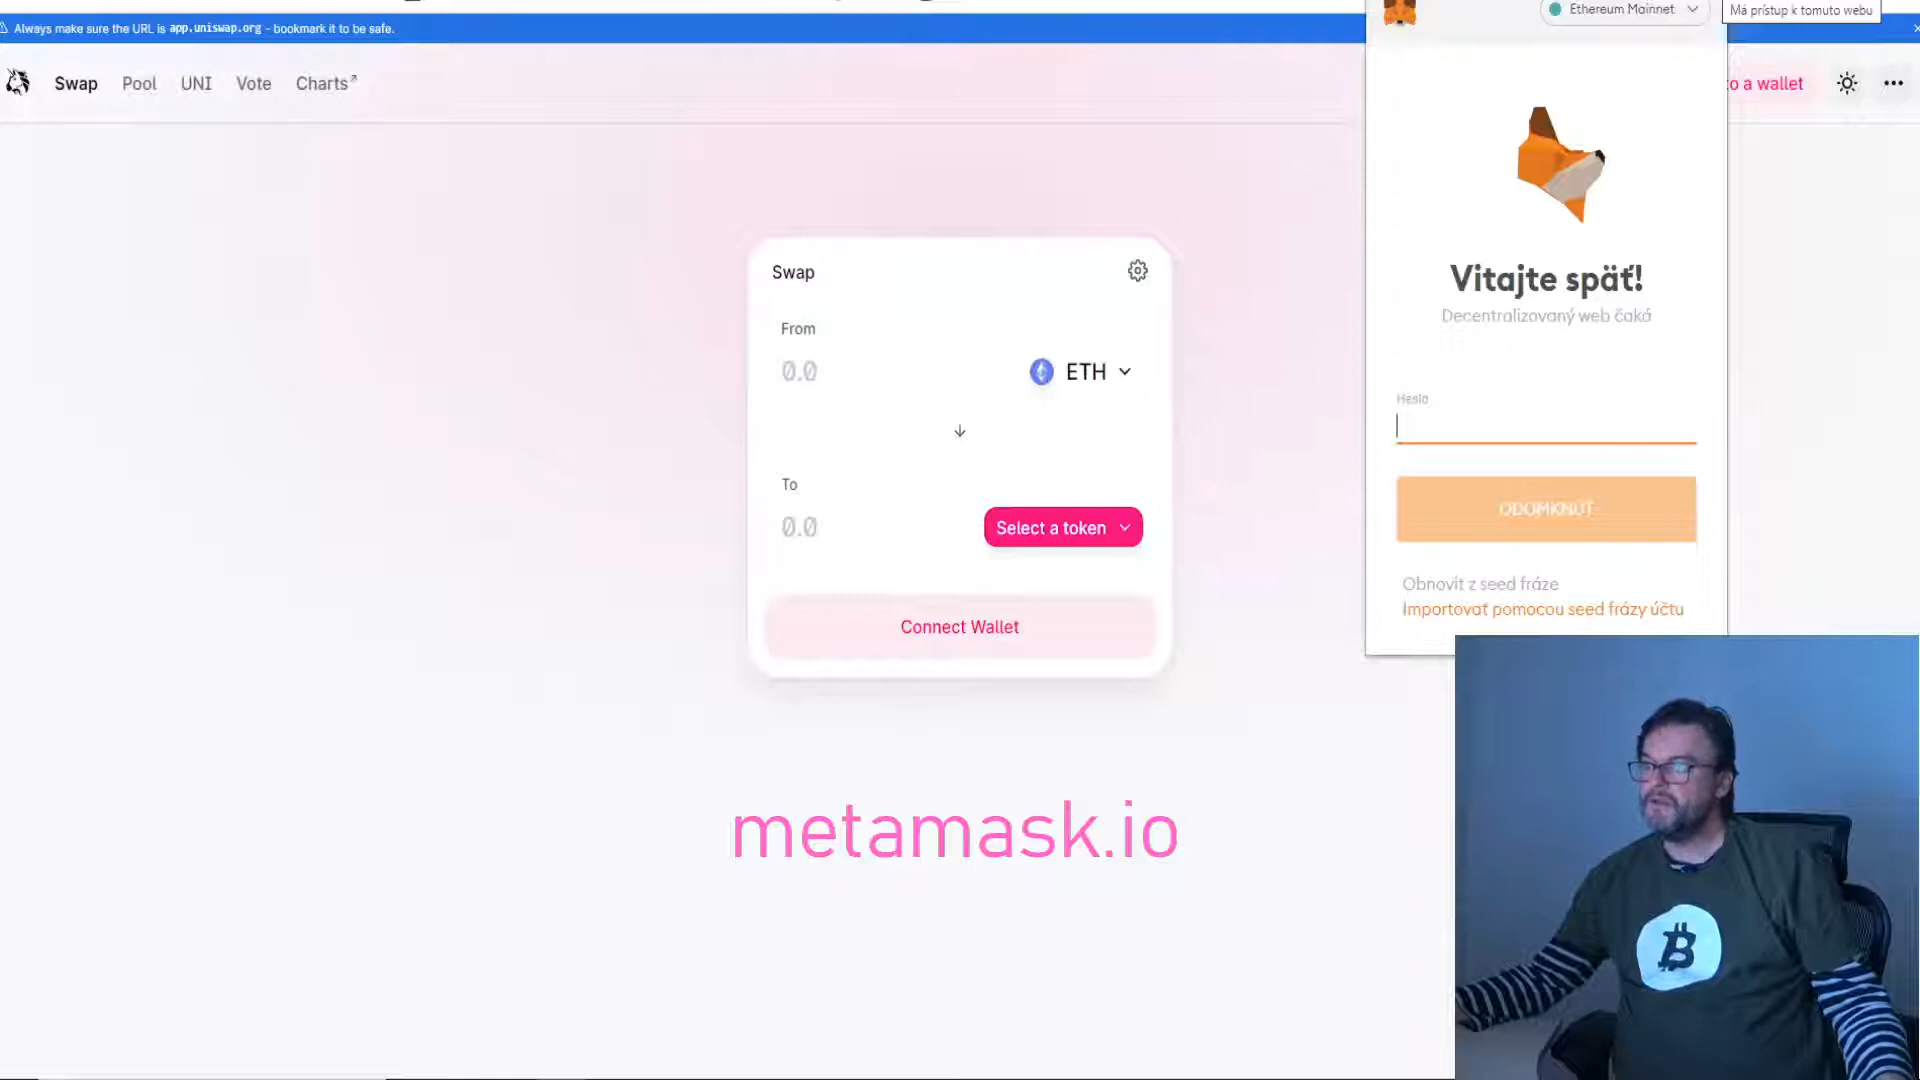 Always make sure the URL is app.uniswap.org - bookmark it to be safe.
Ethereum Mainnet
Má prístup k tomuto webu
Swap Pool UNI Vote Charts
to a wallet
Swap
From
0.0 ETH
To
0.0 Select a token
Connect Wallet
Vitajte späť!
Decentralizovaný web čaká
Heslo
ODOMKNÚŤ
Obnoviť z seed fráze
Importovať pomocou seed frázy účtu
metamask.io